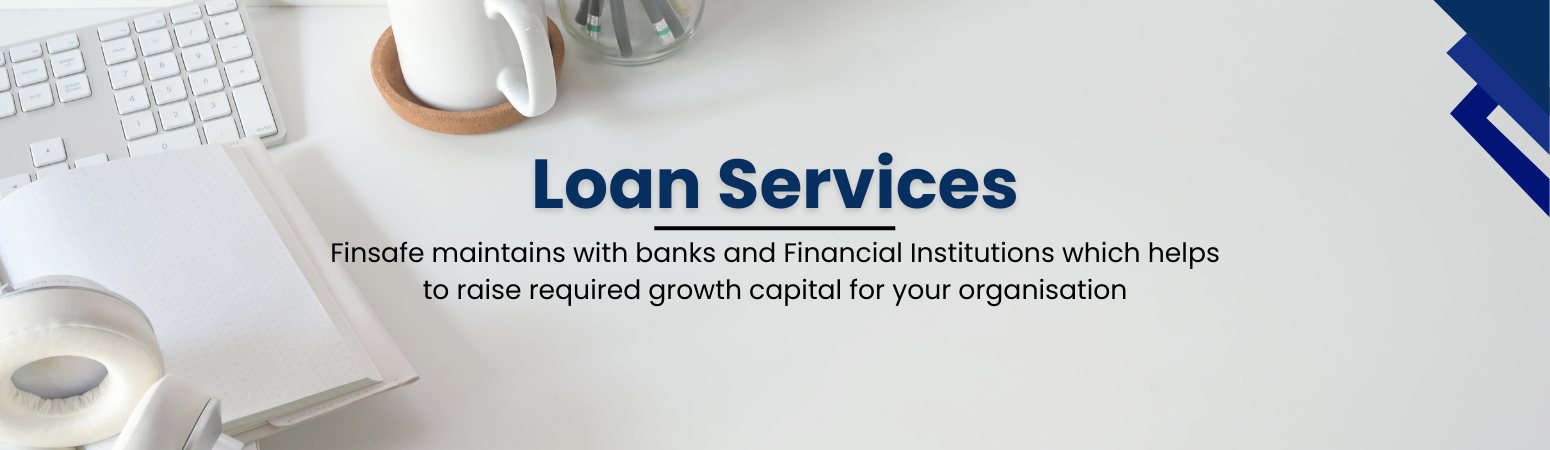 Loan Services
Finsafe maintains with banks and Financial Institutions which helps
to raise required growth capital for your organisation